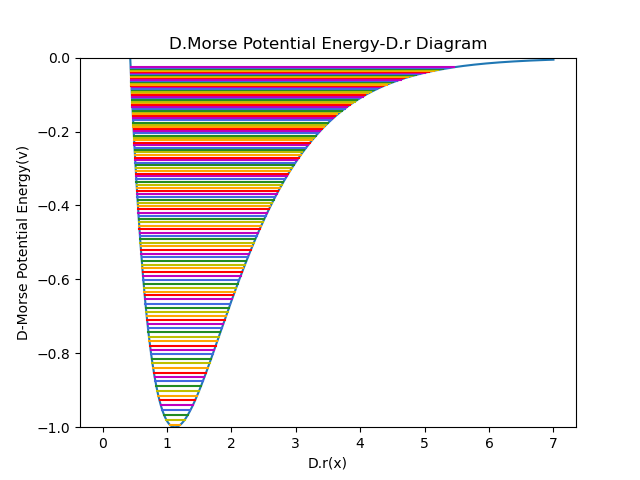 D.Morse Potential Energy-D.r Diagram
0.0
−0.2
−0.4
−0.6
−0.8
−1.0
D-Morse Potential Energy(v)
0 1 2 3 4 5 6 7
D.r(x)